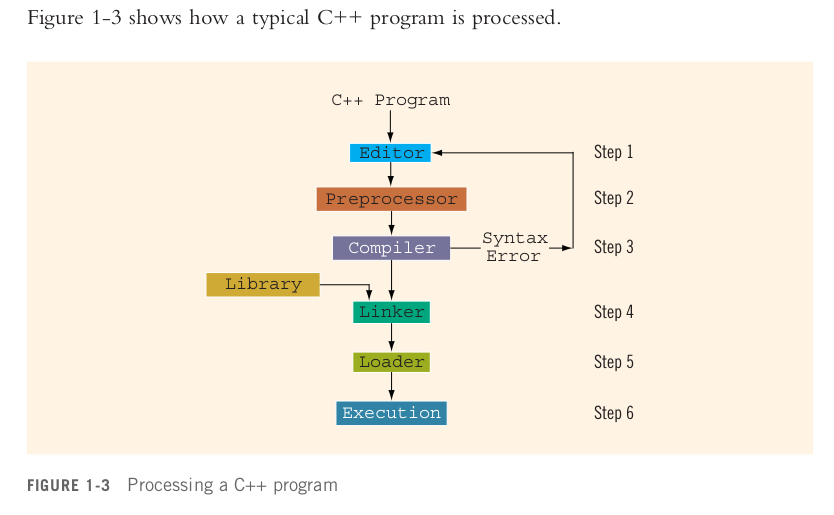 Figure 1-3 shows how a typical C++ program is processed.
C++ Program
Editor
Step 1
Preprocessor
Step 2
Compiler
Syntax
Error
Step 3
Library
Linker
Step 4
Loader
Step 5
Execution
Step 6
FIGURE 1-3 Processing a C++ program